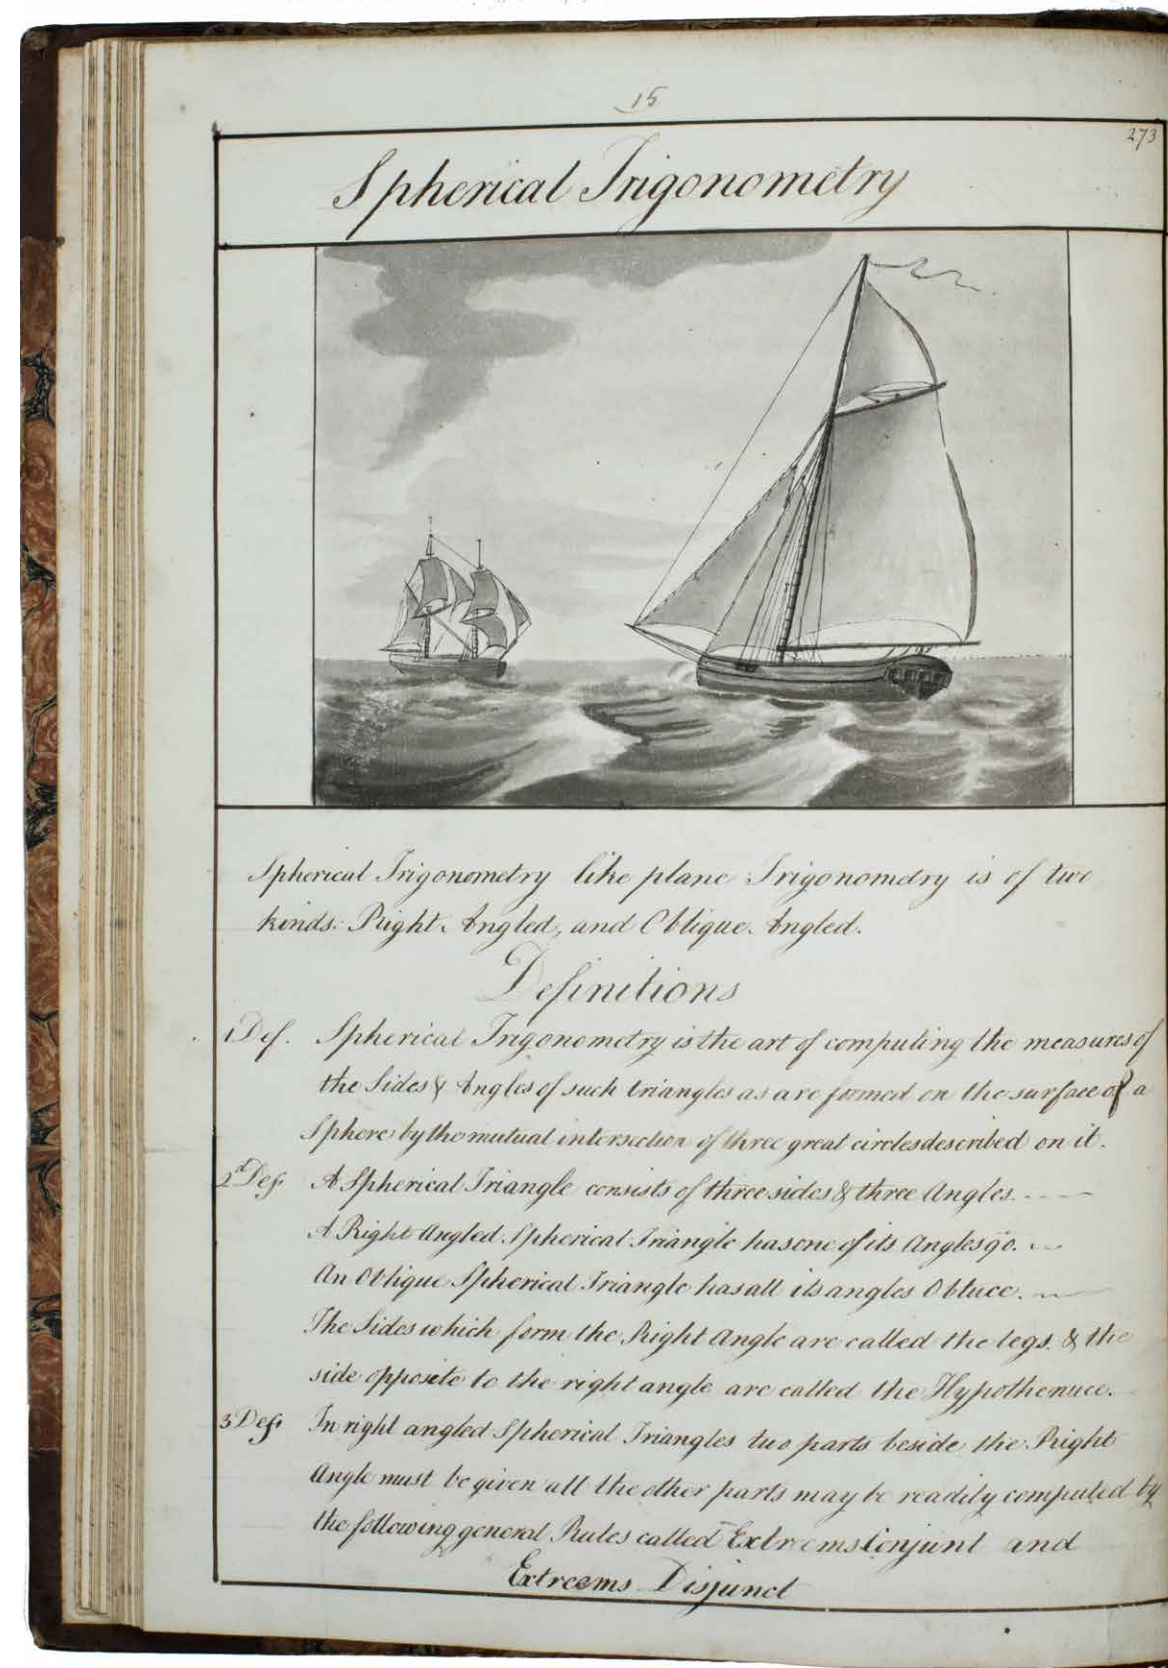 15
273
Spherical Trigonometry
Spherical Trigonometry like plane Trigonometry is of two
kinds: Right Angled, and Oblique Angled.
Definitions
1 Def. Spherical Trigonometry is the art of computing the measures of
the Sides & Angles of such triangles as are formed on the surface of a
Sphere by the mutual intersection of three great circles described on it.
2d Def. A Spherical Triangle consists of three sides & three Angles.
A Right Angled Spherical Triangle has one of its Angles 90.
An Oblique Spherical Triangle has all its angles Obtuce.
The Sides which form the Right Angle are called the legs. & the
side opposite to the right angle are called the Hypothenuce.
3 Def. In right angled Spherical Triangles two parts beside the Right
Angle must be given all the other parts may be readily computed by
the following general Rules called Extreems Conjunt and
Extreems Disjunct